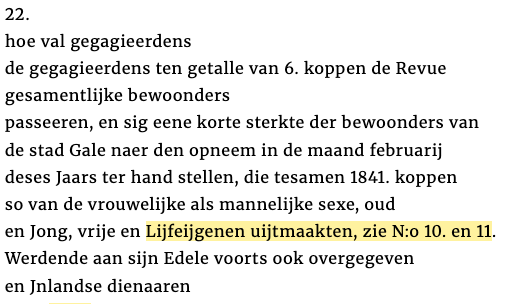 22.
hoe val gegagieerdens
de gegagieerdens ten getalle van 6. koppen de Revue
gesamentlijke bewoonders
passeeren, en sig eene korte sterkte der bewoonders van
de stad Gale naer den opneem in de maand februarij
deses Jaars ter hand stellen, die tesamen 1841. koppen
so van de vrouwelijke als mannelijke sexe, oud
en Jong, vrije en Lijfeijgenen uijtmaakten, zie N:o 10. en 11.
Werdende aan sijn Edele voorts ook overgegeven
en Jnlandse dienaaren